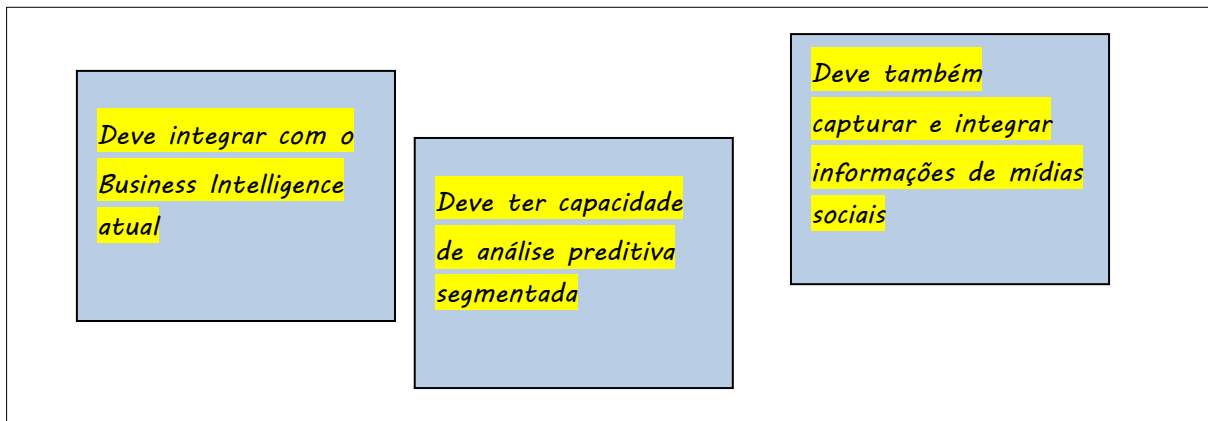 Deve integrar com o
Business Intelligence
atual
Deve ter capacidade
de análise preditiva
segmentada
Deve também
capturar e integrar
informações de mídias
sociais